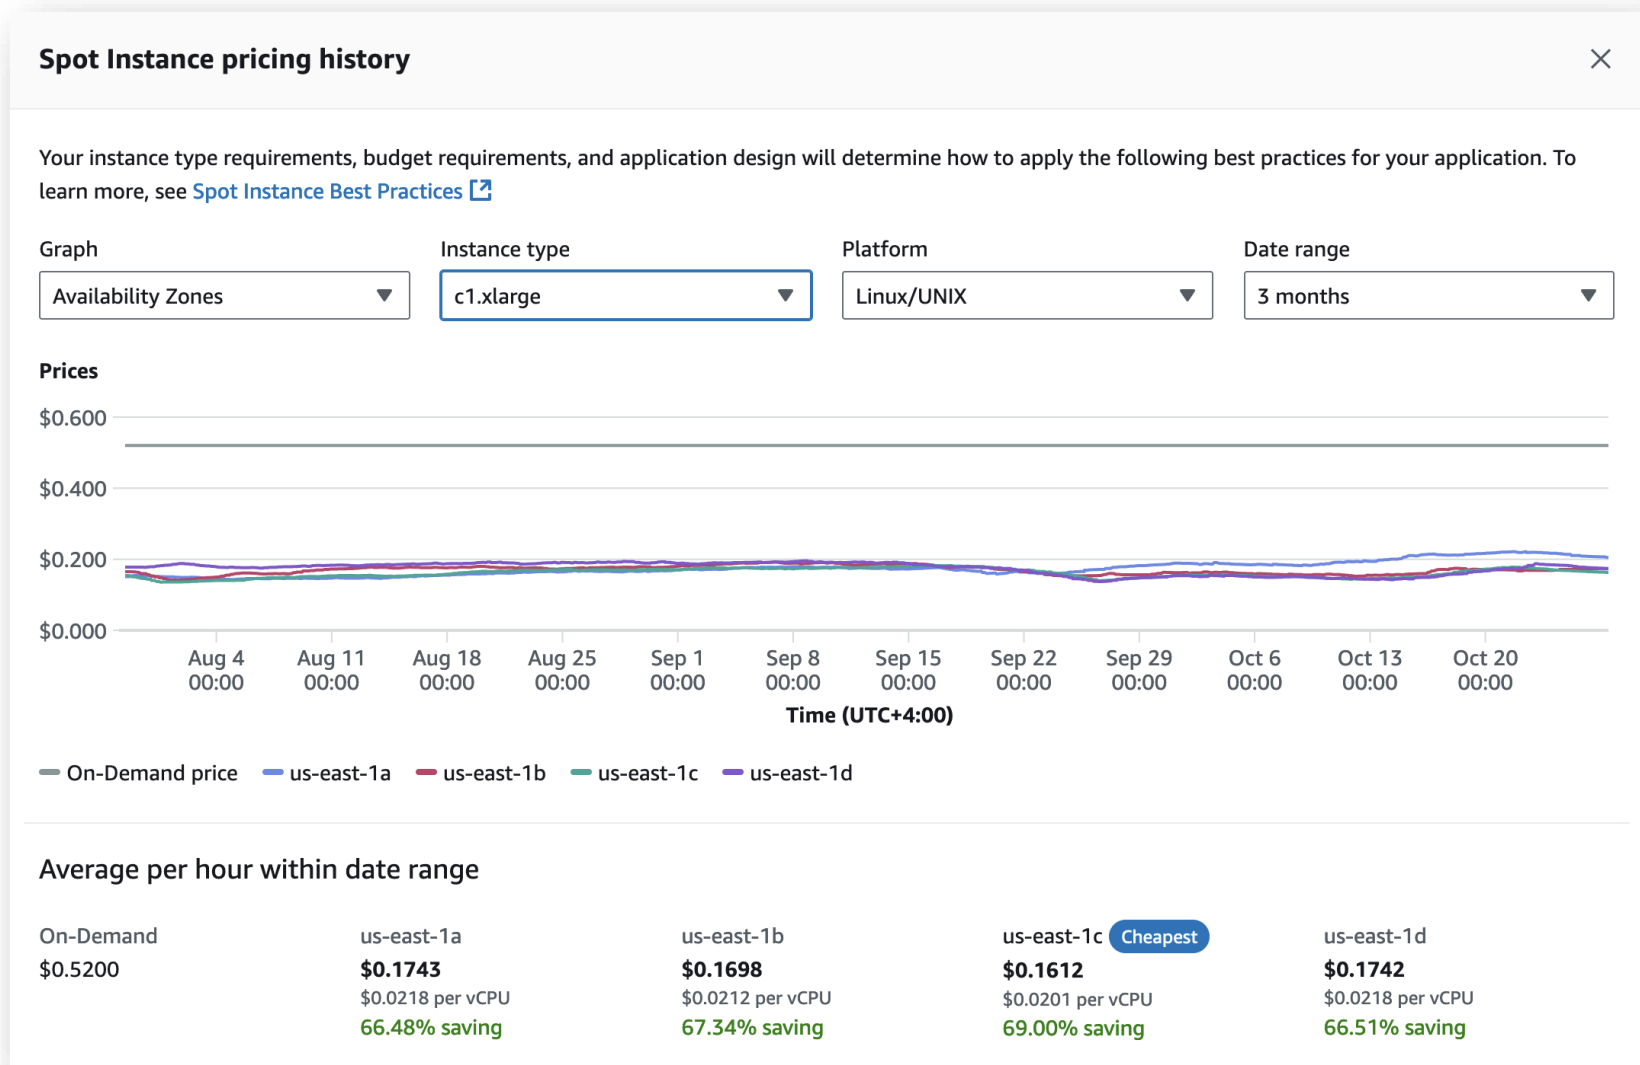 Spot Instance pricing history
Your instance type requirements, budget requirements, and application design will determine how to apply the following best practices for your application. To
learn more, see Spot Instance Best Practices
Graph
Instance type
Platform
Date range
Availability Zones
c1.xlarge
Linux/UNIX
3 months
Prices
$0.600
$0.400
$0.200
$0.000
Aug 4
00:00
Aug 11
00:00
Aug 18
00:00
Aug 25
00:00
Sep 1
00:00
Sep 8
00:00
Sep 15
00:00
Sep 22
00:00
Sep 29
00:00
Oct 6
00:00
Oct 13
00:00
Oct 20
00:00
Time (UTC+4:00)
On-Demand price
us-east-1a
us-east-1b
us-east-1c
us-east-1d
Average per hour within date range
On-Demand
$0.5200
us-east-1a
$0.1743
$0.0218 per vCPU
66.48% saving
us-east-1b
$0.1698
$0.0212 per vCPU
67.34% saving
us-east-1c Cheapest
$0.1612
$0.0201 per vCPU
69.00% saving
us-east-1d
$0.1742
$0.0218 per vCPU
66.51% saving